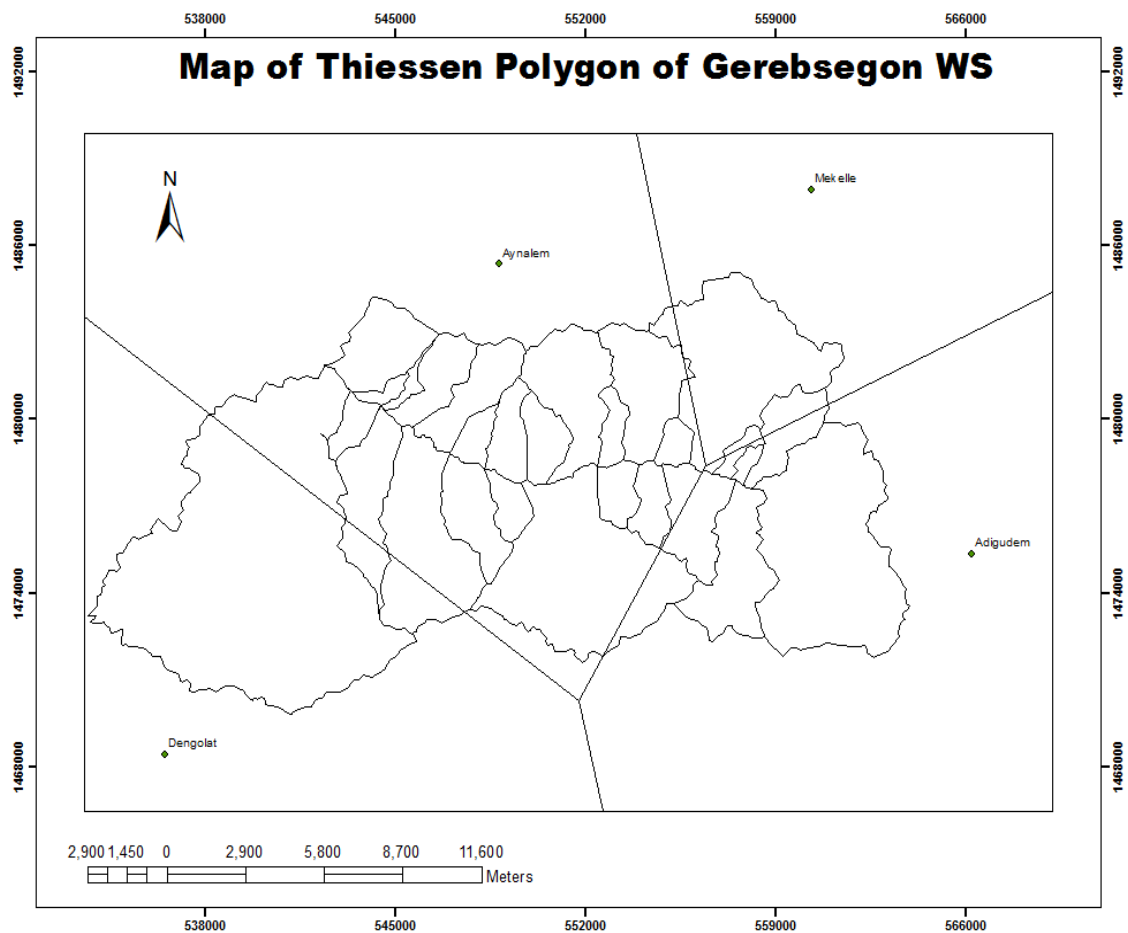 538000 545000 552000 559000 566000
Map of Thiessen Polygon of Gerebsegon WS
1492000 1492000
N
Mekelle
1486000 1486000
Aynalem
1480000 1480000
Adigudem
1474000 1474000
Dengolat
1468000 1468000
2,900 1,450 0 2,900 5,800 8,700 11,600
Meters
538000 545000 552000 559000 566000